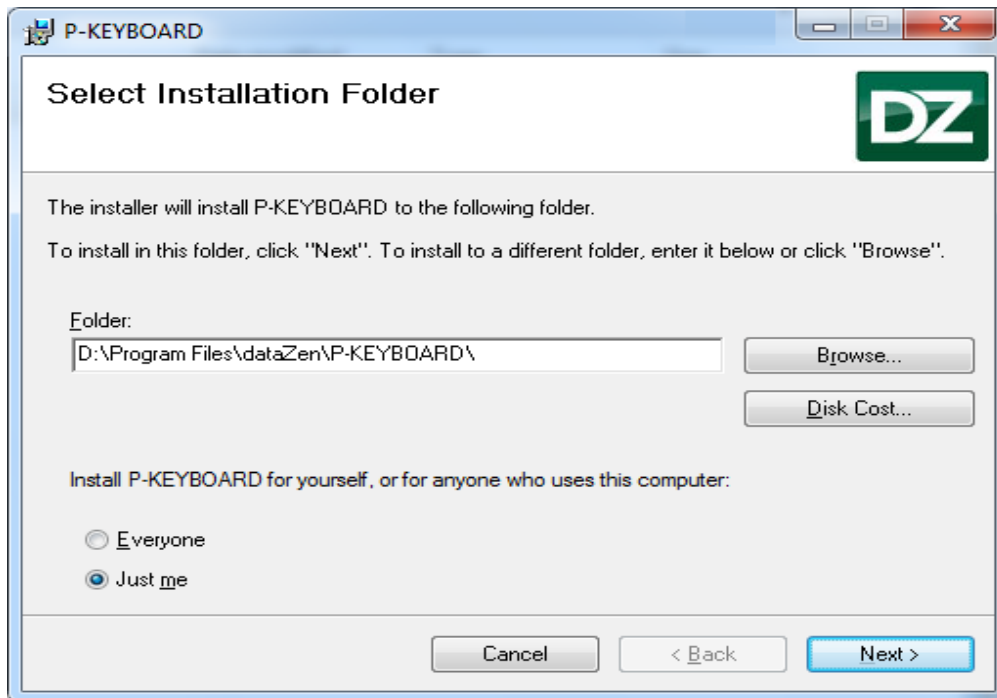 P-KEYBOARD
Select Installation Folder
DZ
The installer will install P-KEYBOARD to the following folder.
To install in this folder, click "Next". To install to a different folder, enter it below or click "Browse".
Folder:
D:\Program Files\dataZen\P-KEYBOARD\
Browse...
Disk Cost...
Install P-KEYBOARD for yourself, or for anyone who uses this computer:
Everyone
Just me
Cancel
< Back
Next >